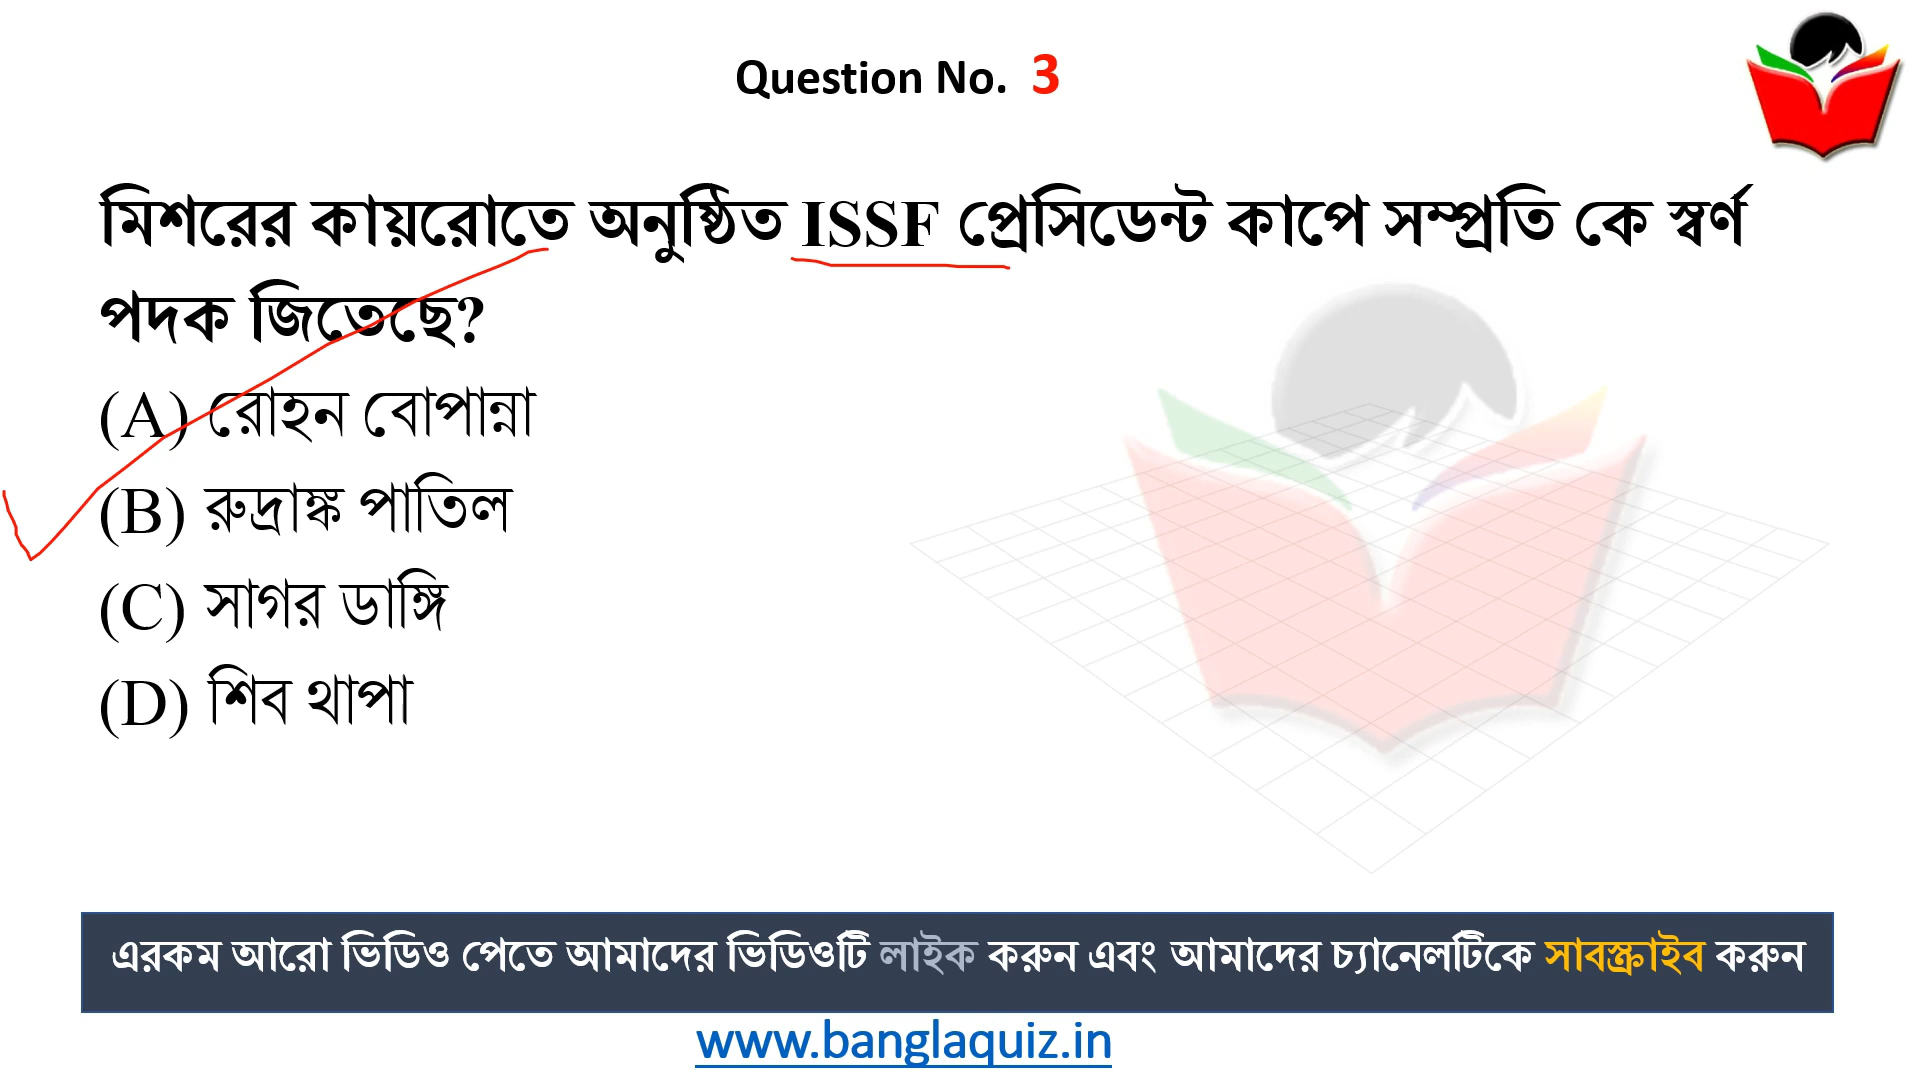 Question No. 3
মিশরের কায়রোতে অনুষ্ঠিত ISSF প্রেসিডেন্ট কাপে সম্প্রতি কে স্বর্ণ
পদক জিতেছে?
(A) রোহন বোপান্না
(B) রুদ্রাঙ্ক পাতিল
(C) সাগর ডাঙ্গি
(D) শিব থাপা
এরকম আরো ভিডিও পেতে আমাদের ভিডিওটি লাইক করুন এবং আমাদের চ্যানেলটিকে সাবস্ক্রাইব করুন
www.banglaquiz.in